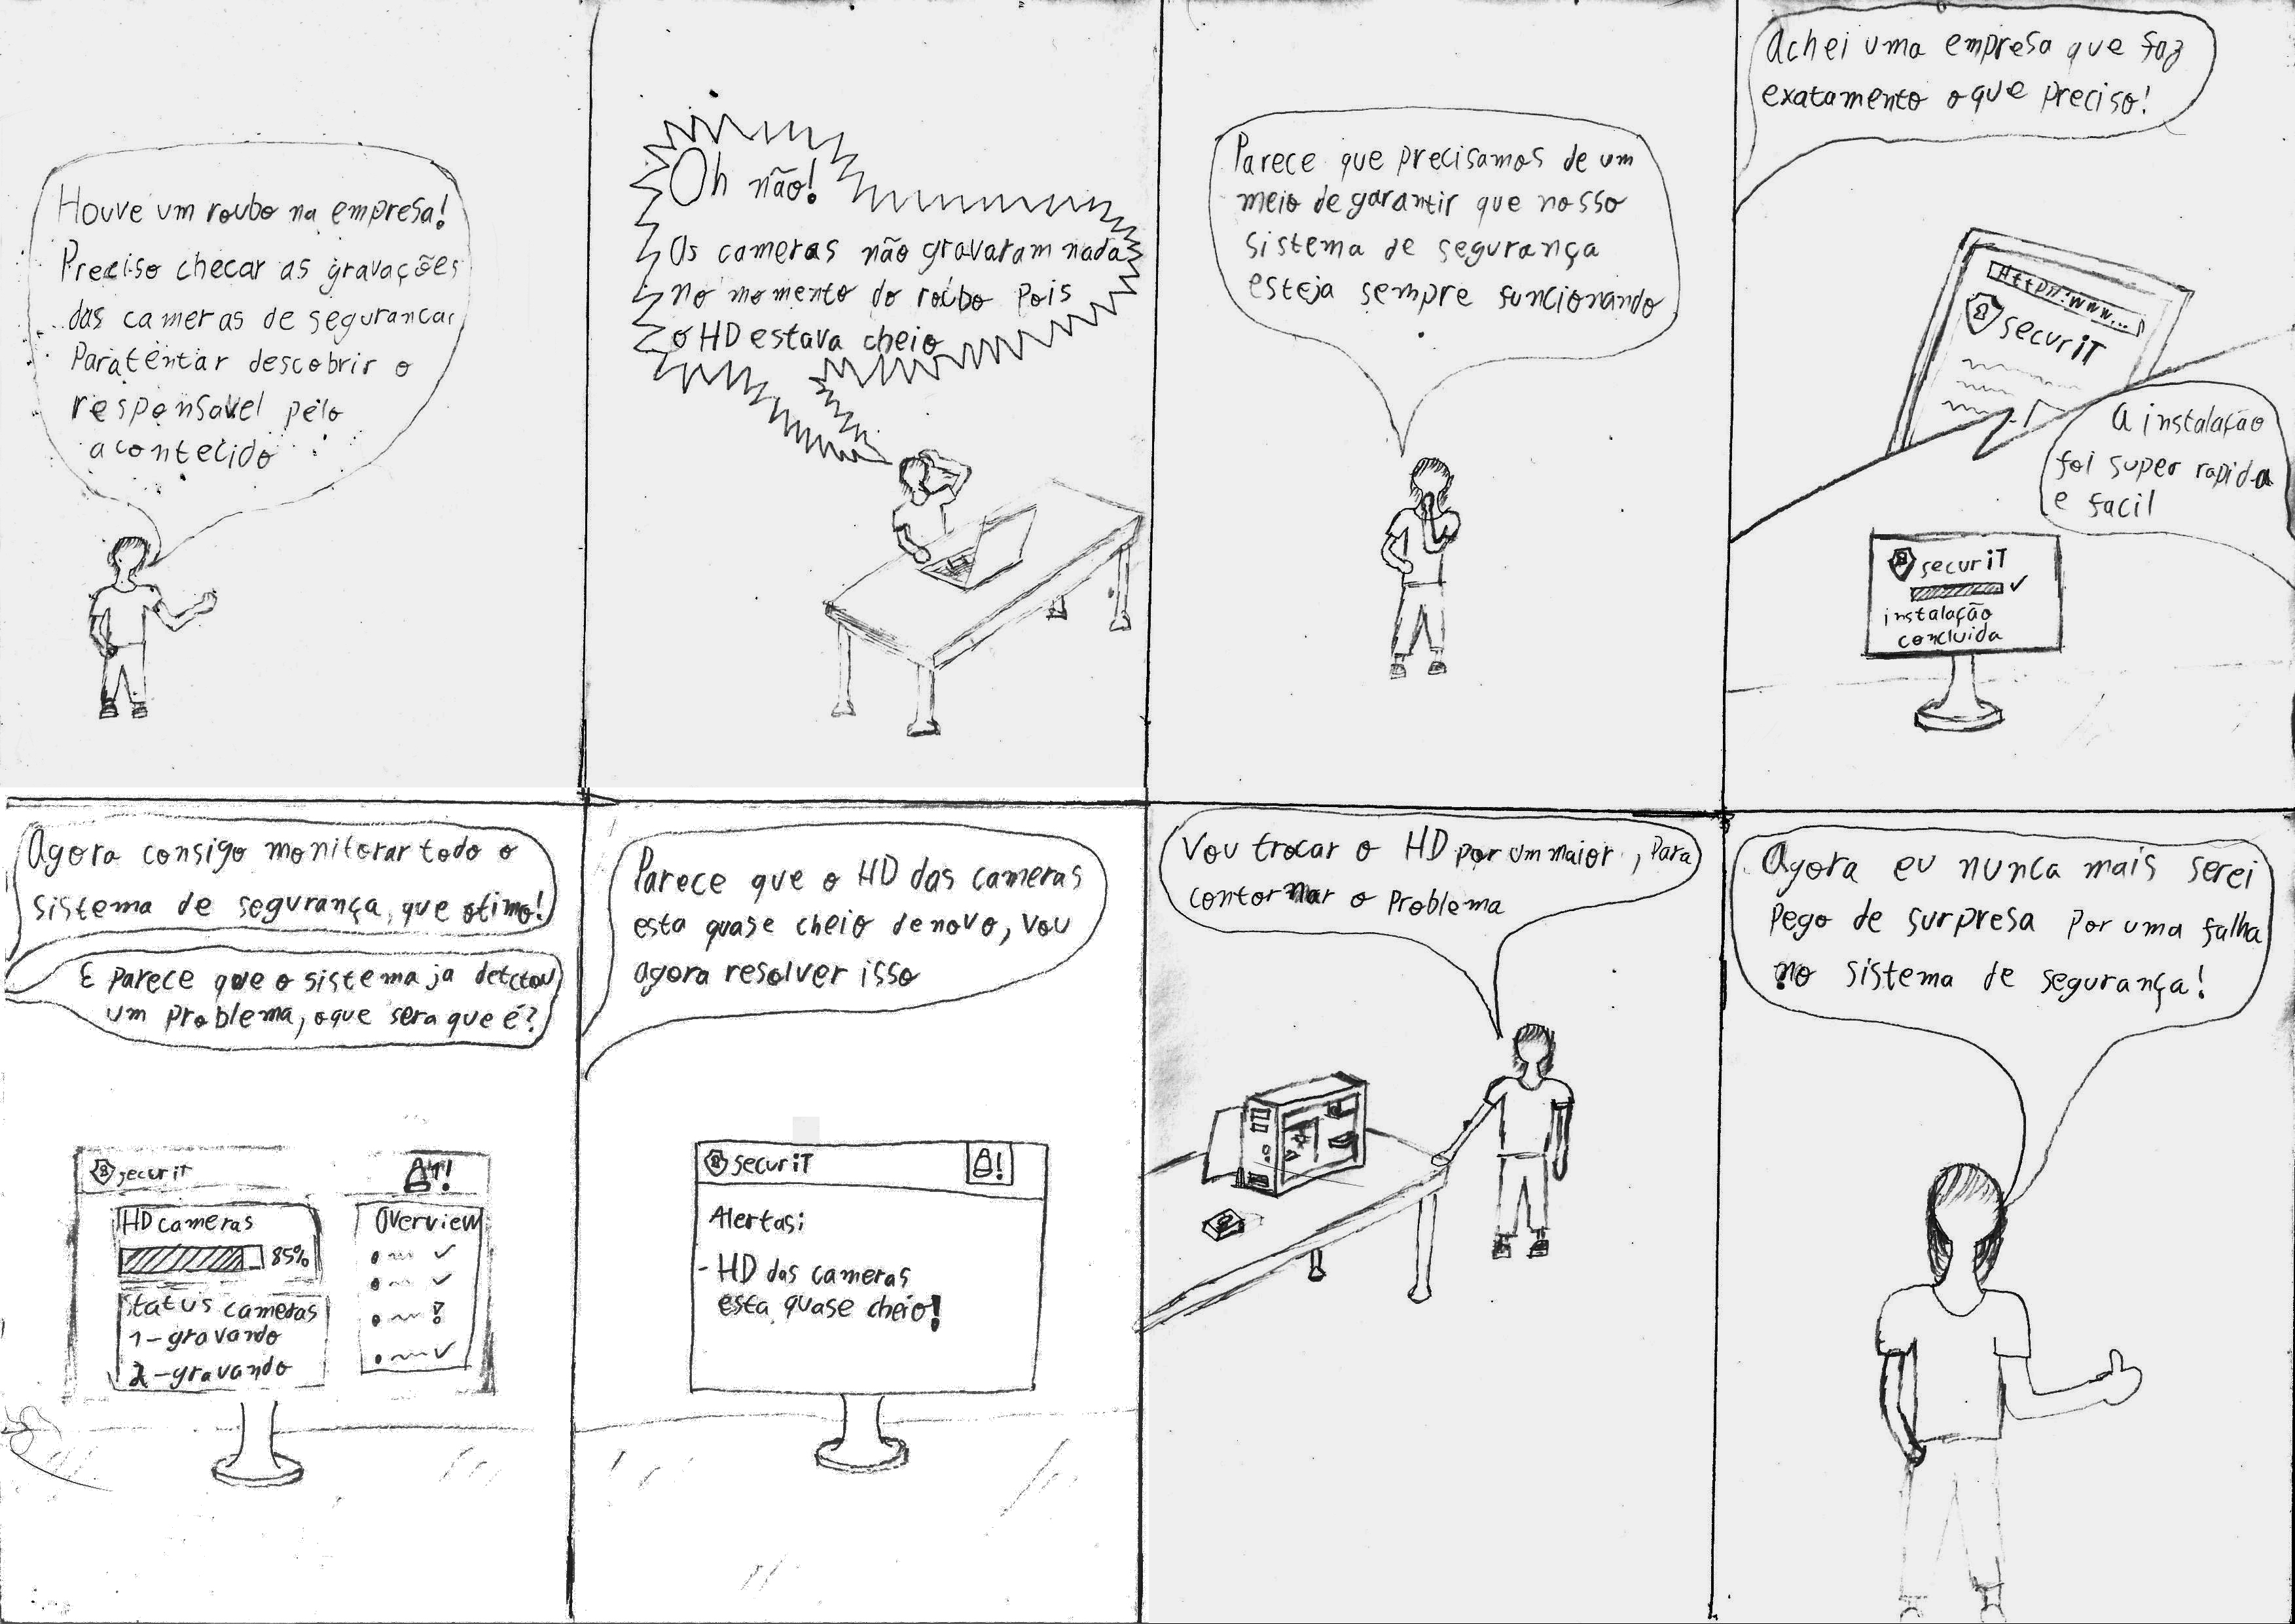 Houve um roubo na empresa!
Preciso checar as gravações
das cameras de segurancar
Para tentar descobrir o
responsavel pelo
acontecido
Oh não!
As cameras não gravaram nada
no momento do roubo Pois
o HD estava cheio
Parece que precisamos de um
meio de garantir que nosso
sistema de segurança
esteja sempre funcionando
Achei uma empresa que faz
exatamento o que preciso!
Http://www...
securiT
A instalação
foi super rapida
e facil
securiT
instalação
concluida
Agora consigo monitorar todo o
sistema de segurança, que otimo!
E parece que o sistema ja detctou
um problema, o que sera que é?
securit
1!
HD cameras
85%
Status cameras
1-gravando
2-gravando
Overview
Parece que o HD das cameras
esta quase cheio denovo, vou
agora resolver isso
securiT
!
Alertas:
- HD das cameras
esta quase cheio!
Vou trocar o HD por um maior, Para
contornar o Problema
Agora eu nunca mais serei
pego de surpresa por uma falha
no sistema de segurança!